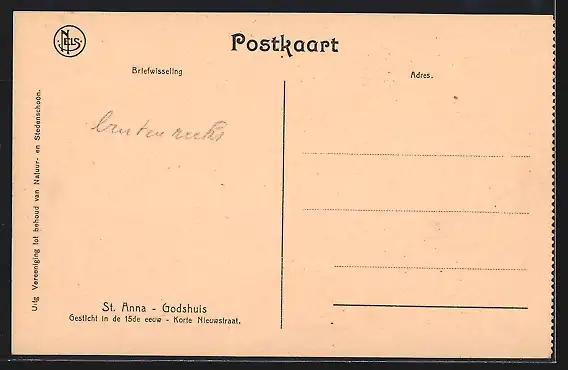 NELS
Postkaart
Briefwisseling
Adres.
Uitg Vereeniging tot behoud van Natuur- en Stedenschoon.
St. Anna - Godshuis
Gesticht in de 15de eeuw - Korte Nieuwstraat.